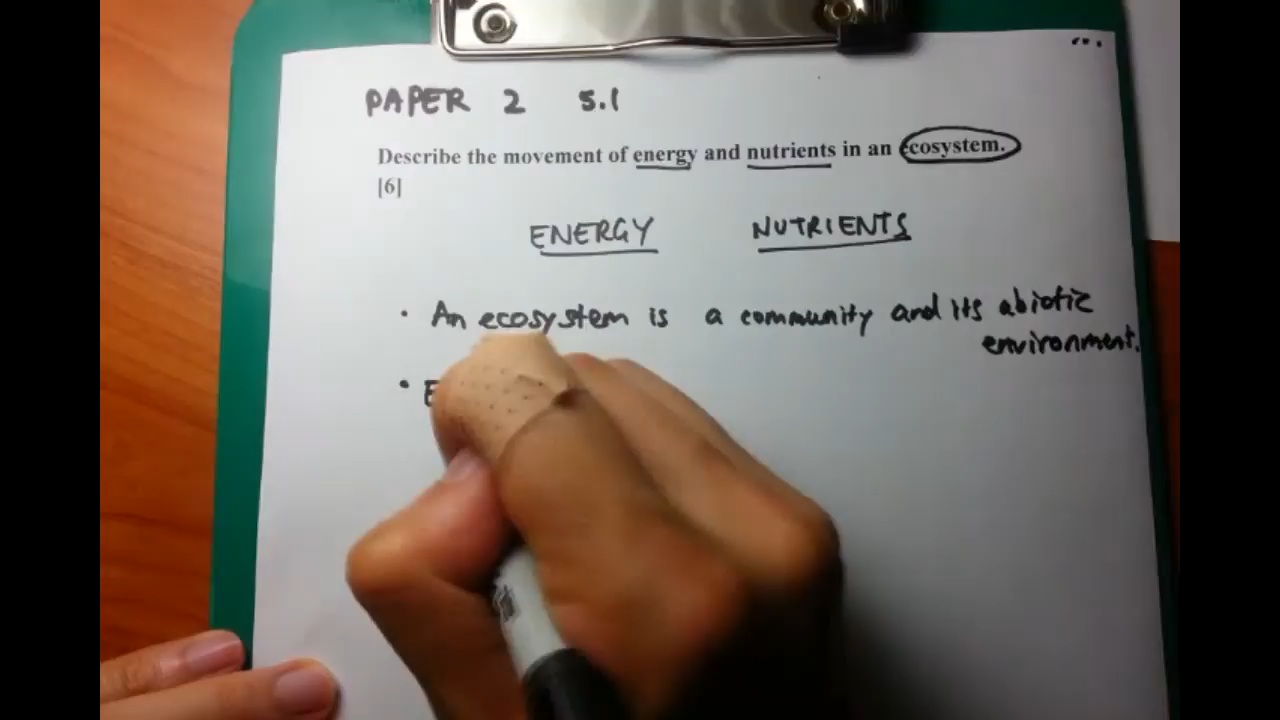 PAPER 2 5.1
Describe the movement of energy and nutrients in an ecosystem.
[6]
ENERGY NUTRIENTS
· An ecosystem is a community and its abiotic
environment.
·